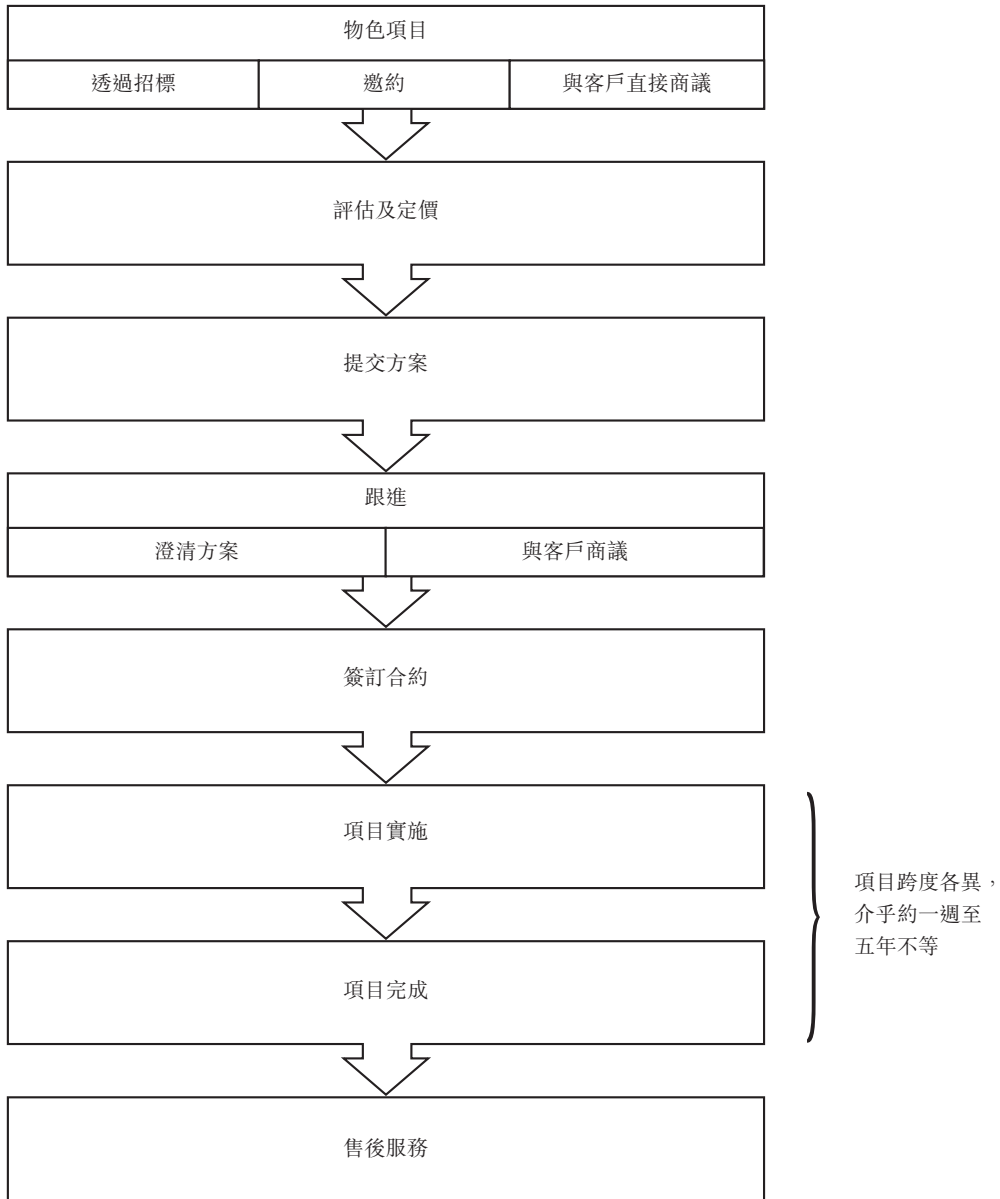 物色項目
透過招標
邀約
與客戶直接商議
評估及定價
提交方案
跟進
澄清方案
與客戶商議
簽訂合約
項目實施
項目跨度各異，
介乎約一週至
五年不等
項目完成
售後服務